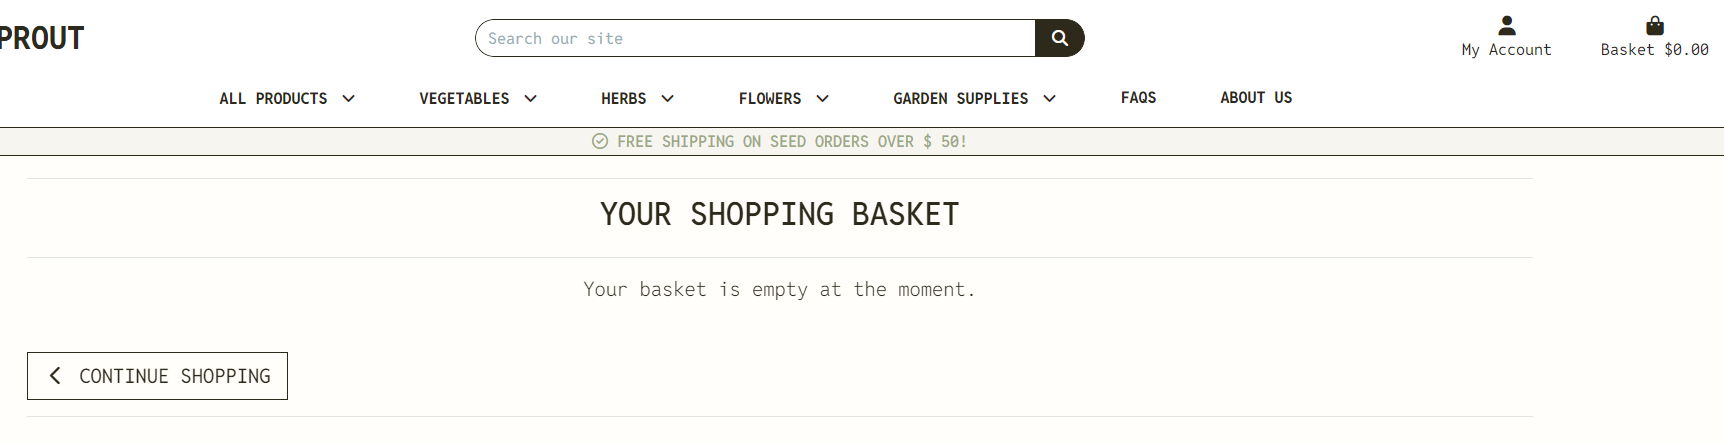 PROUT
Search our site
My Account
Basket $0.00
ALL PRODUCTS
VEGETABLES
HERBS
FLOWERS
GARDEN SUPPLIES
FAQS
ABOUT US
FREE SHIPPING ON SEED ORDERS OVER $ 50!
YOUR SHOPPING BASKET
Your basket is empty at the moment.
CONTINUE SHOPPING